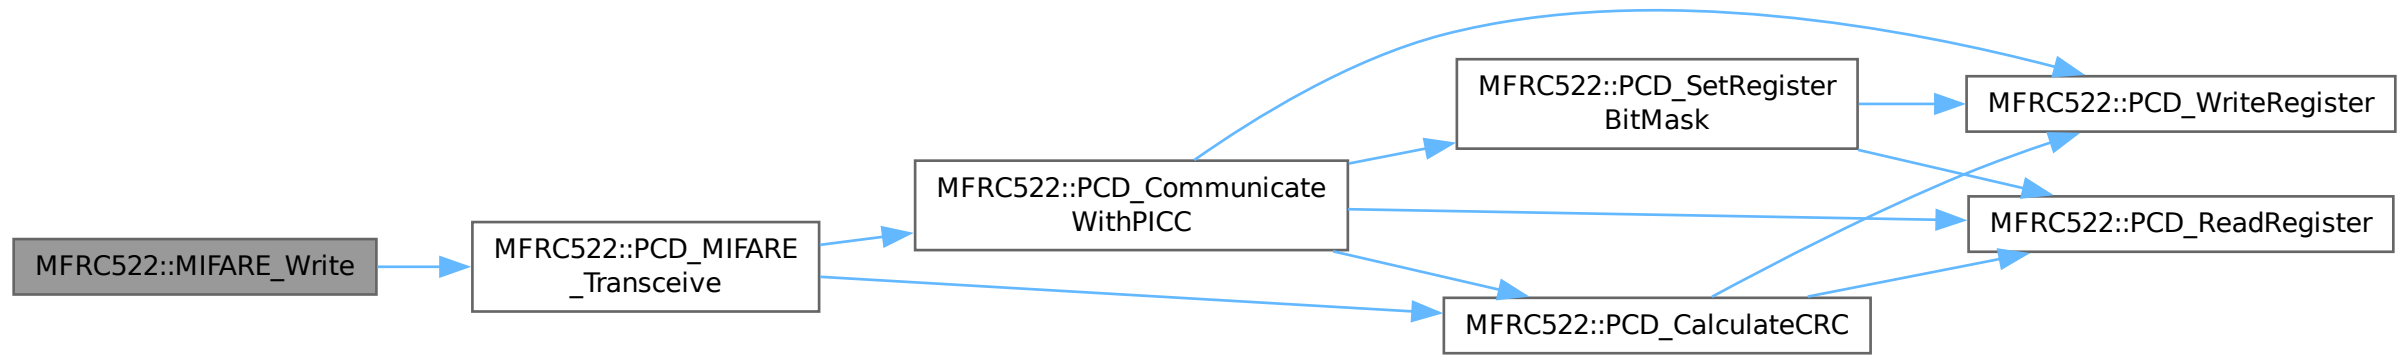 MFRC522::MIFARE_Write
MFRC522::PCD_MIFARE
_Transceive
MFRC522::PCD_Communicate
WithPICC
MFRC522::PCD_SetRegister
BitMask
MFRC522::PCD_CalculateCRC
MFRC522::PCD_WriteRegister
MFRC522::PCD_ReadRegister